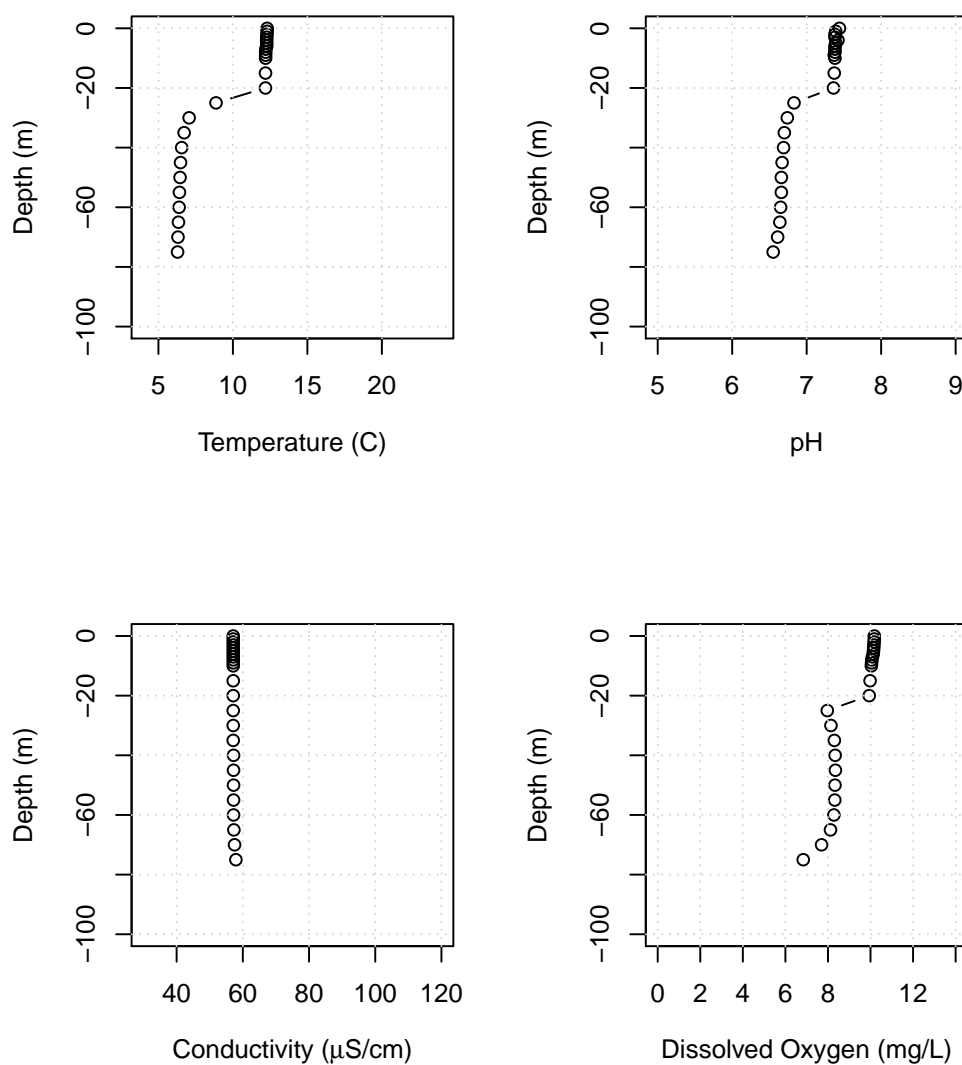 0
−20
−60
−100
Depth (m)
5 10 15 20
Temperature (C)
0
−20
−60
−100
Depth (m)
5 6 7 8 9
pH
0
−20
−60
−100
Depth (m)
40 60 80 100 120
Conductivity (μS/cm)
0
−20
−60
−100
Depth (m)
0 2 4 6 8 12
Dissolved Oxygen (mg/L)